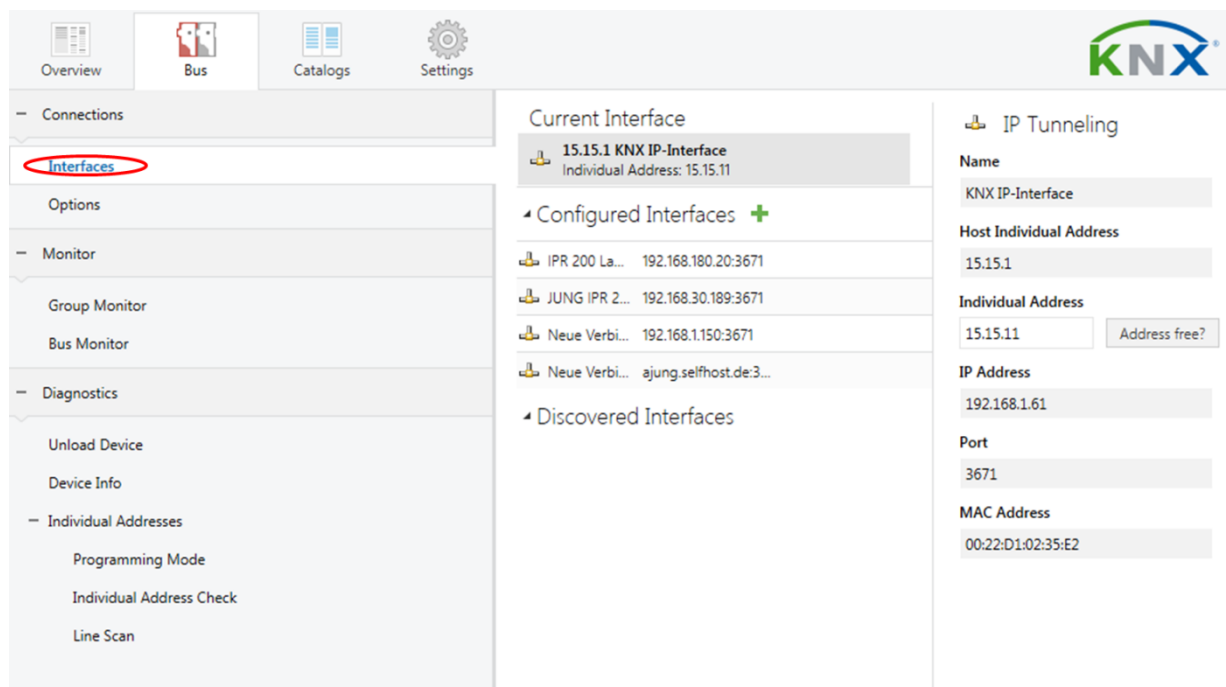 Overview
Bus
Catalogs
Settings
KNX®
Connections
Interfaces
Options
Monitor
Group Monitor
Bus Monitor
Diagnostics
Unload Device
Device Info
Individual Addresses
Programming Mode
Individual Address Check
Line Scan
Current Interface
15.15.1 KNX IP-Interface
Individual Address: 15.15.11
Configured Interfaces
IPR 200 La... 192.168.180.20:3671
JUNG IPR 2... 192.168.30.189:3671
Neue Verbi... 192.168.1.150:3671
Neue Verbi... ajung.selfhost.de:3...
Discovered Interfaces
IP Tunneling
Name
KNX IP-Interface
Host Individual Address
15.15.1
Individual Address
15.15.11 Address free?
IP Address
192.168.1.61
Port
3671
MAC Address
00:22:D1:02:35:E2